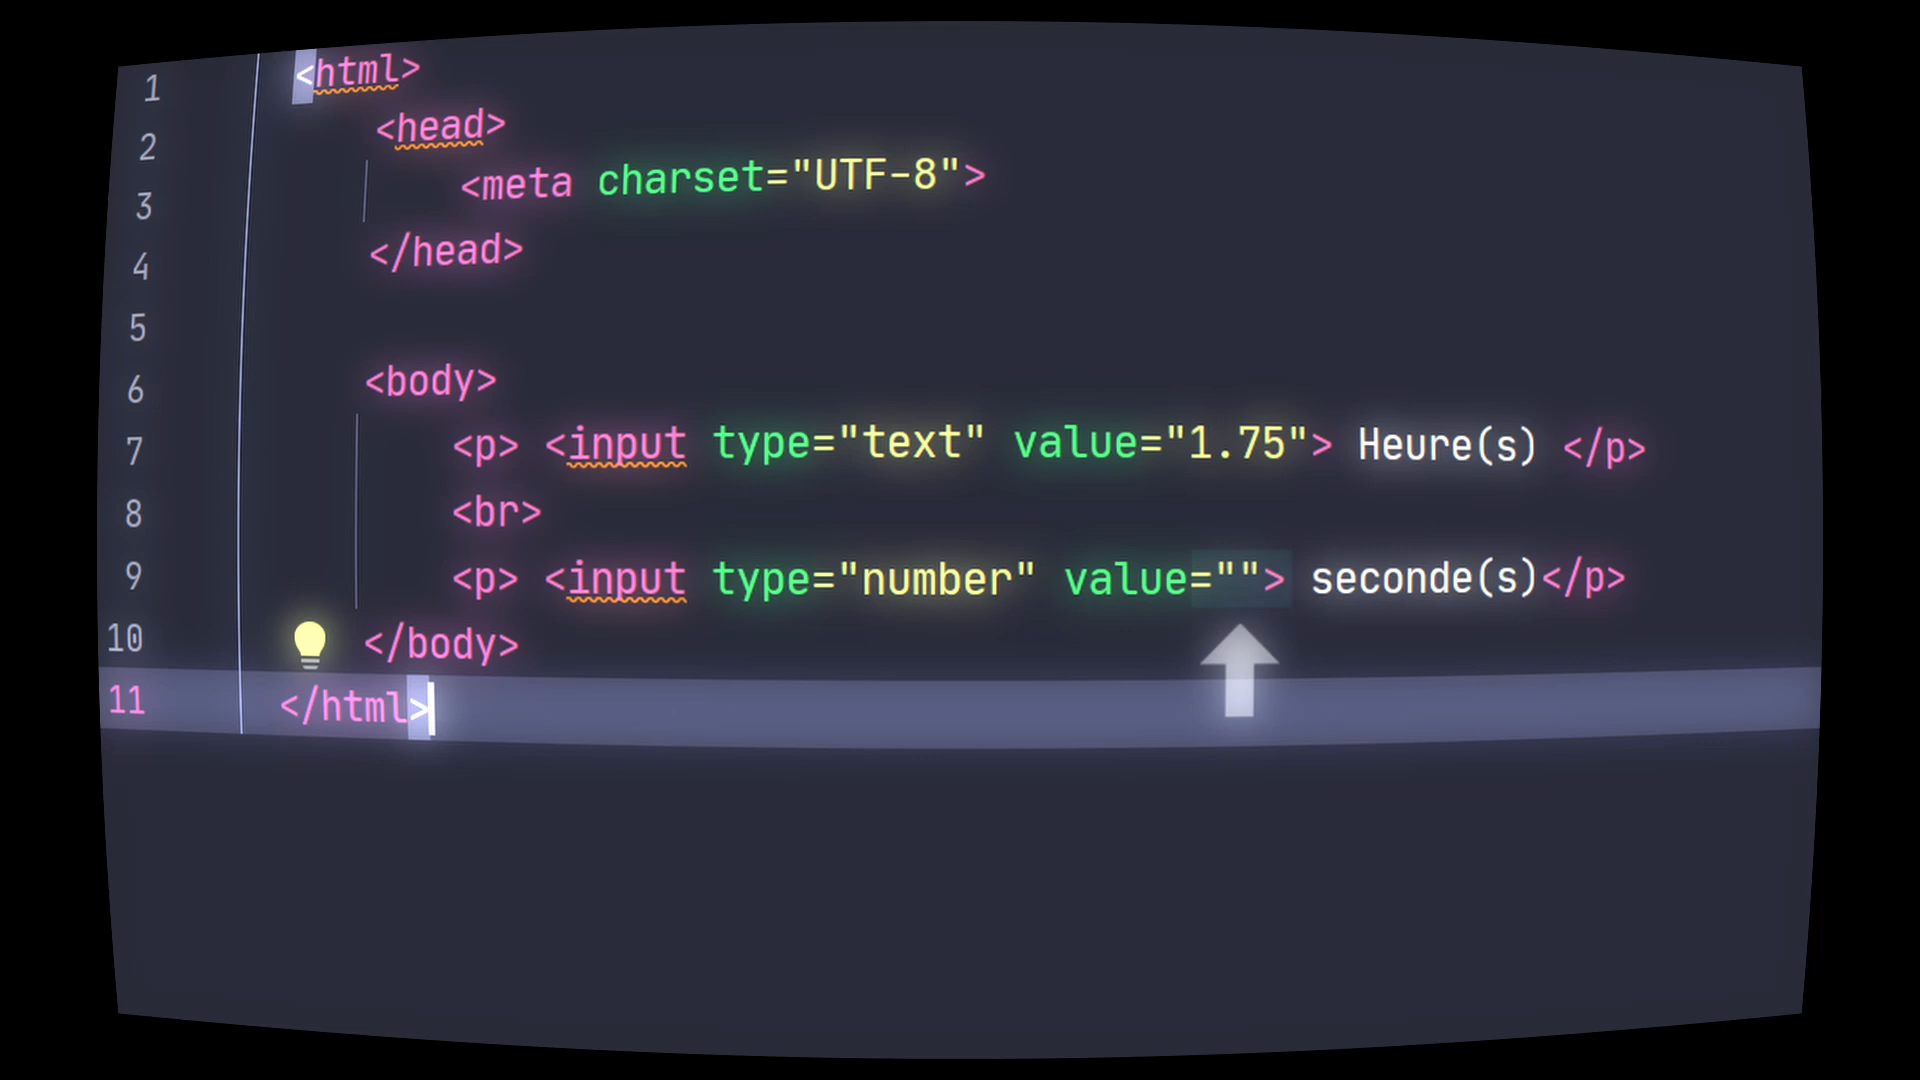 1 <html>
2 <head>
3 <meta charset="UTF-8">
4 </head>
5
6 <body>
7 <p> <input type="text" value="1.75"> Heure(s) </p>
8 <br>
9 <p> <input type="number" value=""> seconde(s)</p>
10 </body>
11 </html>